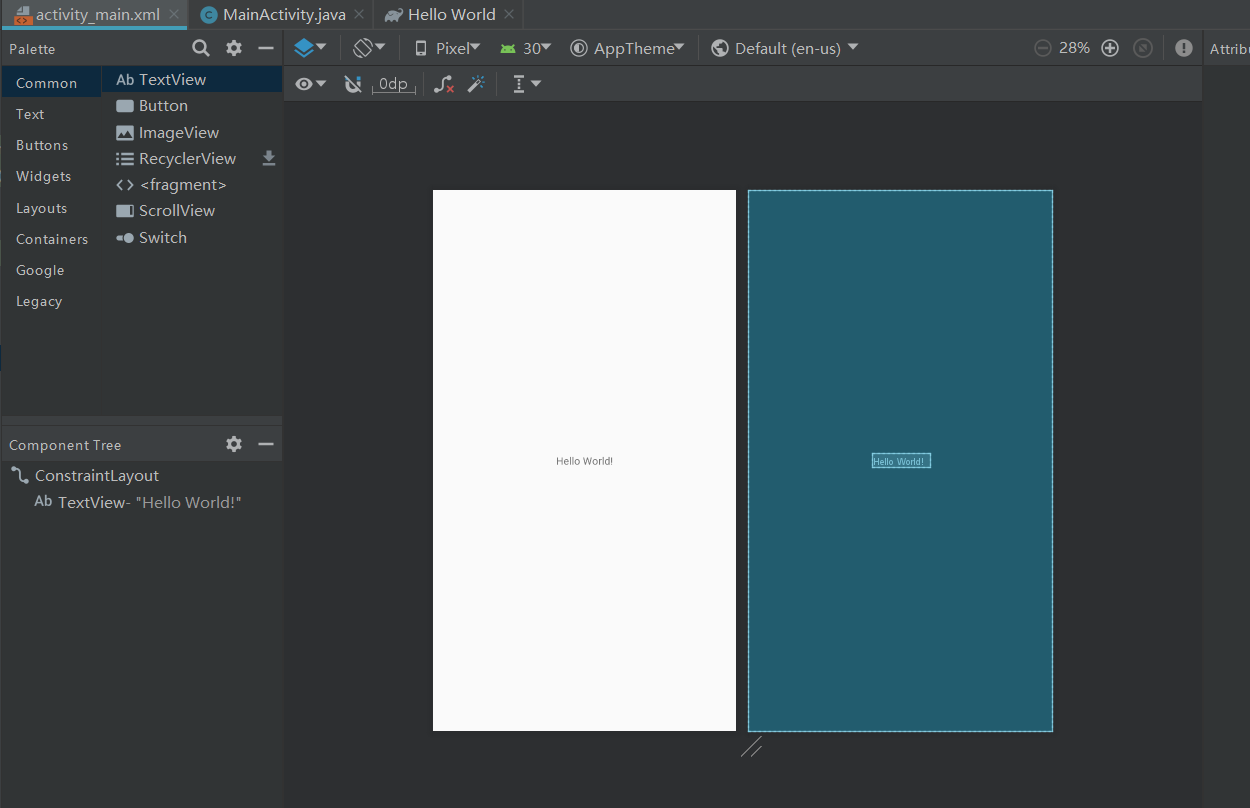 activity_main.xml MainActivity.java Hello World
Palette Pixel 30 AppTheme Default (en-us) 28% Attribu
0dp
Common
Text
Buttons
Widgets
Layouts
Containers
Google
Legacy
Ab TextView
Button
ImageView
RecyclerView
<fragment>
ScrollView
Switch
Hello World!
Hello World!
Component Tree
ConstraintLayout
Ab TextView- "Hello World!"